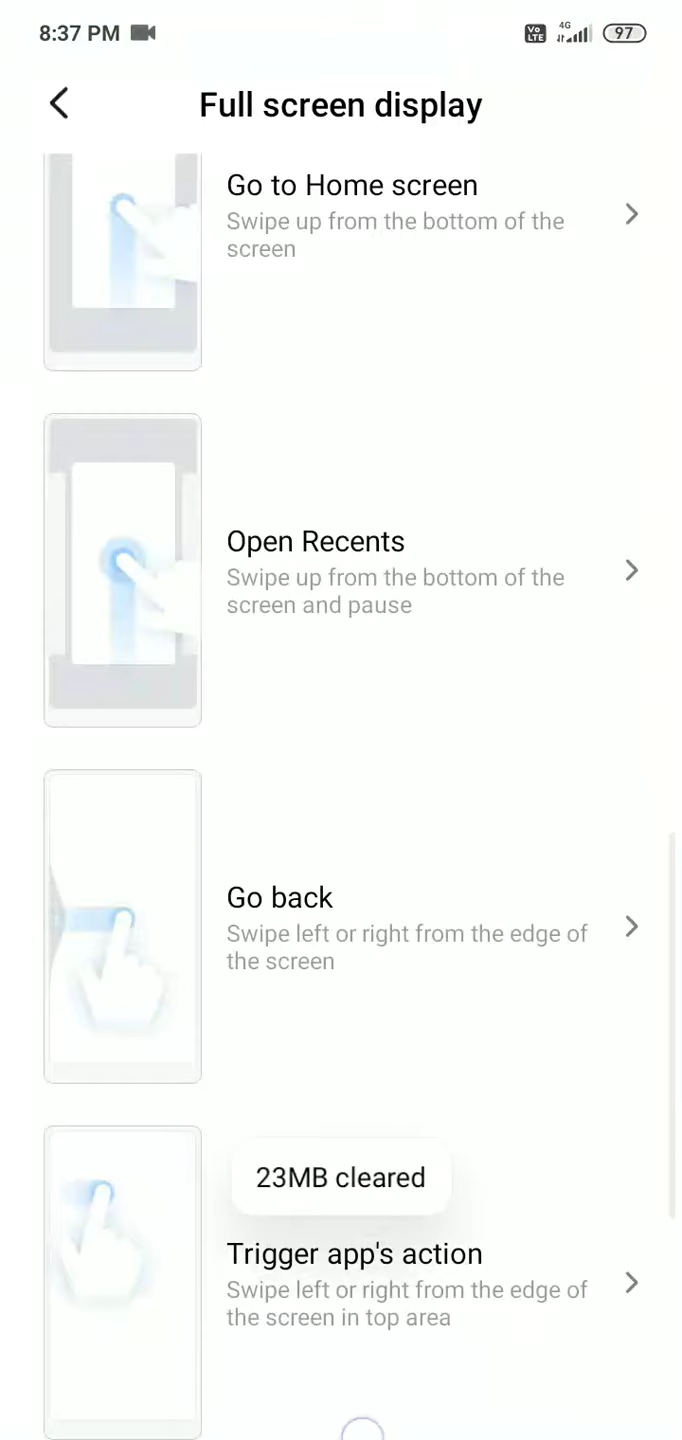 8:37 PM
Vo LTE 4G 97
Full screen display
Go to Home screen
Swipe up from the bottom of the
screen
Open Recents
Swipe up from the bottom of the
screen and pause
Go back
Swipe left or right from the edge of
the screen
23MB cleared
Trigger app's action
Swipe left or right from the edge of
the screen in top area